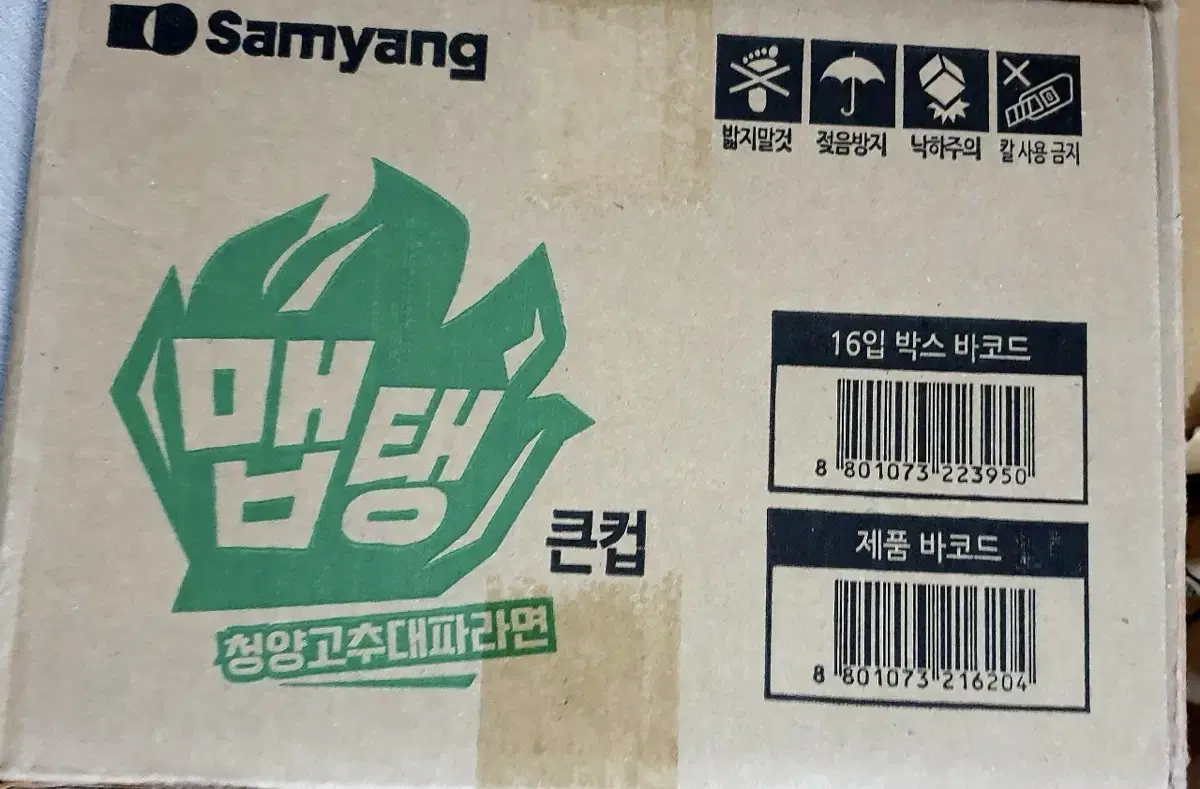 Samyang
밟지말것 젖음방지 낙하주의 칼 사용 금지
맵탱
큰컵
청양고추대파라면
16입 박스 바코드
8 801073 223950
제품 바코드
8 801073 216204